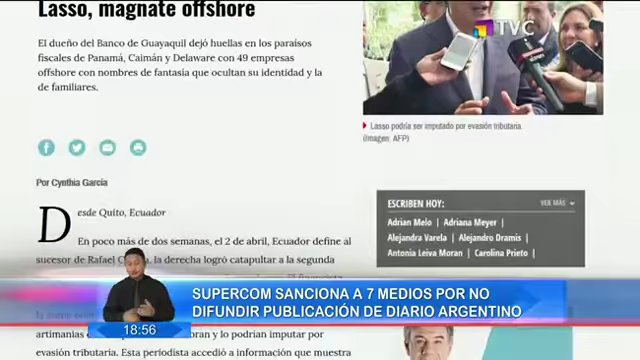 Lasso, magnate offshore
El dueño del Banco de Guayaquil dejó huellas en los paraísos
fiscales de Panamá, Caimán y Delaware con 49 empresas
offshore con nombres de fantasía que ocultan su identidad y la
de familiares.
TVC
Lasso podría ser imputado por evasión tributaria.
(Imagen: AFP)
Por Cynthia García
Desde Quito, Ecuador
En poco más de dos semanas, el 2 de abril, Ecuador define al
sucesor de Rafael
la derecha logró catapultar a la segunda
ESCRIBEN HOY:
VER MÁS
Adrian Melo | Adriana Meyer |
Alejandra Varela | Alejandro Dramis |
Antonia Leiva Moran | Carolina Prieto |
SUPERCOM SANCIONA A 7 MEDIOS POR NO
DIFUNDIR PUBLICACIÓN DE DIARIO ARGENTINO
18:56
artimañas
bran y lo podrían imputar por
evasión tributaria. Esta periodista accedió a información que muestra